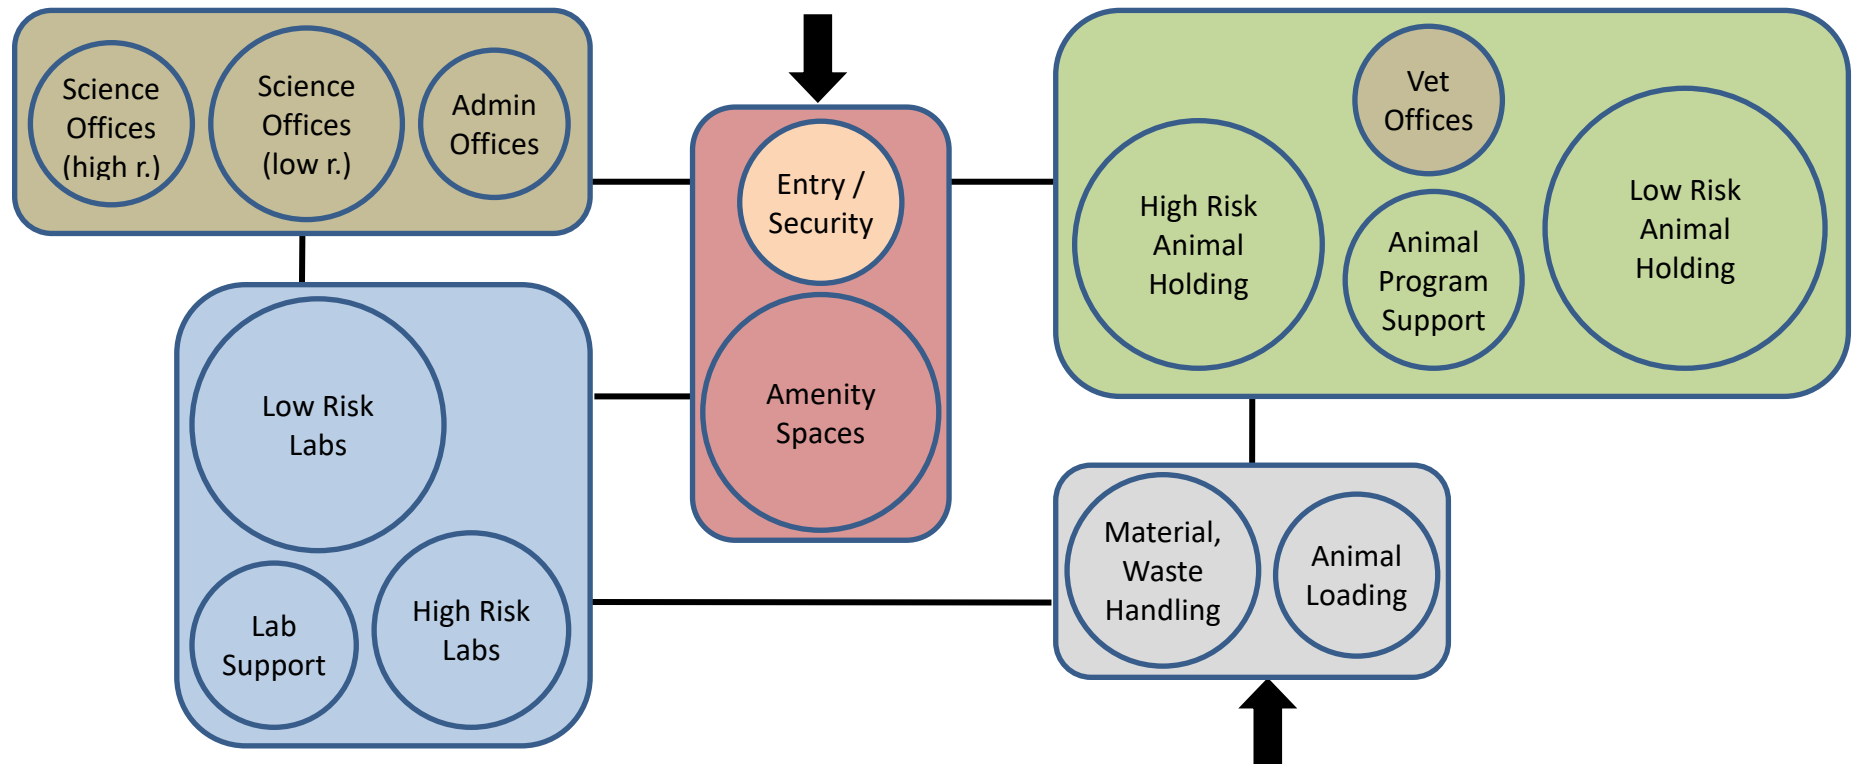 Science
Offices
(high r.)
Science
Offices
(low r.)
Admin
Offices
Entry /
Security
Amenity
Spaces
Vet
Offices
High Risk
Animal
Holding
Animal
Program
Support
Low Risk
Animal
Holding
Low Risk
Labs
Lab
Support
High Risk
Labs
Material,
Waste
Handling
Animal
Loading